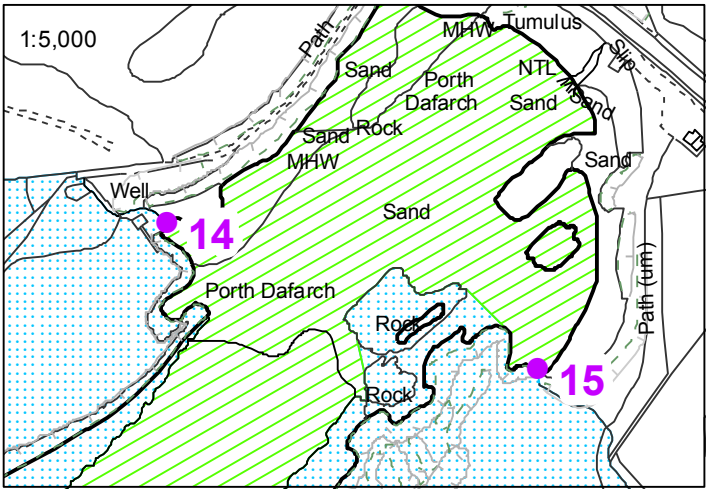 1:5,000
Path
MHW
Tumulus
Slip
Sand
Porth
Dafarch
NTL
Sand
Sand
Sand
Rock
MHW
Sand
Well
Sand
14
Porth Dafarch
Path (um)
Rock
Rock
15